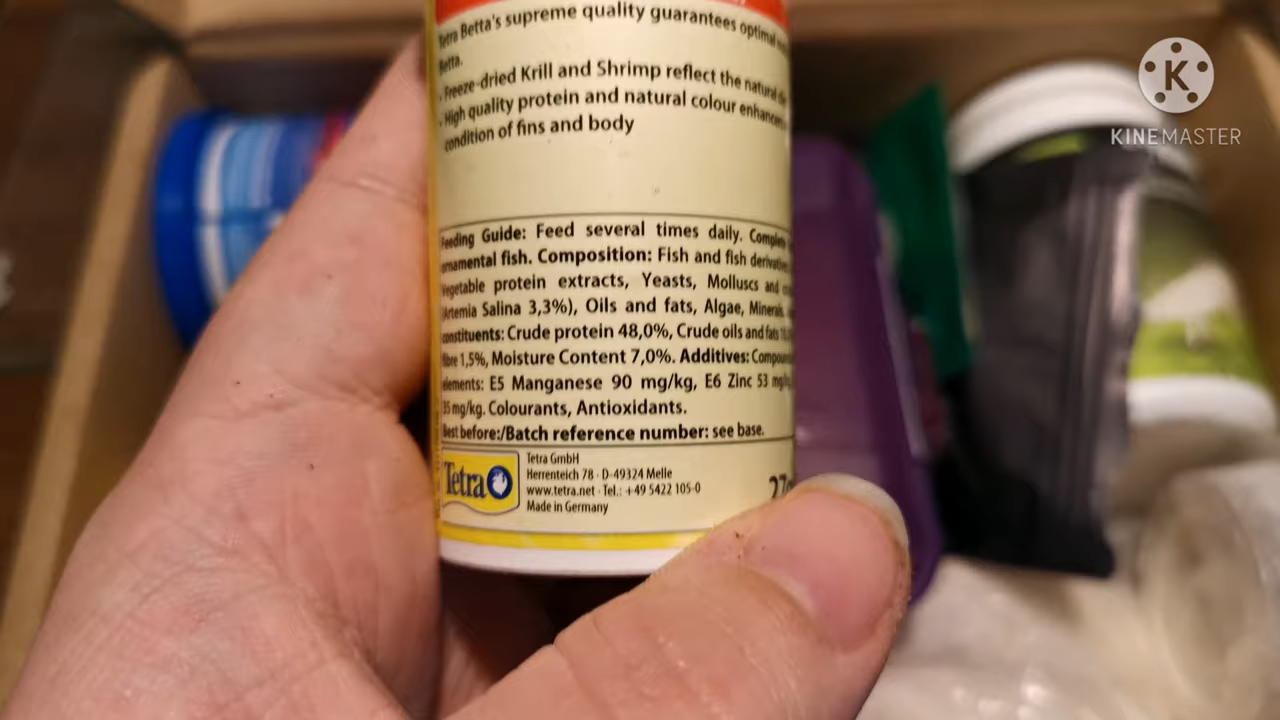 Tetra Betta's supreme quality guarantees optimal
Betta.
· Freeze-dried Krill and Shrimp reflect the natural
· High quality protein and natural colour
condition of fins and body
Feeding Guide: Feed several times daily.
ornamental fish. Composition: Fish and fish
Vegetable protein extracts, Yeasts, Molluscs and
(Artemia Salina 3,3%), Oils and fats, Algae, Minerals.
constituents: Crude protein 48,0%, Crude oils and fats
fibre 1,5%, Moisture Content 7,0%. Additives:
elements: E5 Manganese 90 mg/kg, E6 Zinc 53
35 mg/kg. Colourants, Antioxidants.
Best before:/Batch reference number: see base.
Tetra
Tetra GmbH
Herrenteich 78 · D-49324 Melle
www.tetra.net · Tel.: +49 5422 105-0
Made in Germany
K
KINEMASTER